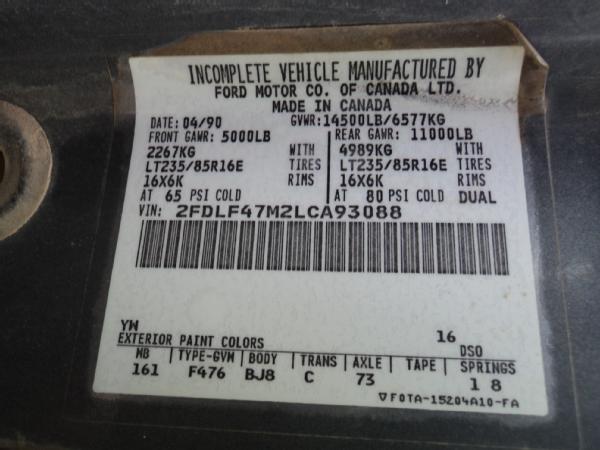 INCOMPLETE VEHICLE MANUFACTURED BY
FORD MOTOR CO. OF CANADA LTD.
MADE IN CANADA
DATE: 04/90 GVWR: 14500LB/6577KG
FRONT GAWR: 5000LB REAR GAWR: 11000LB
2267KG WITH 4989KG WITH
LT235/85R16E TIRES LT235/85R16E TIRES
16X6K RIMS 16X6K RIMS
AT 65 PSI COLD AT 80 PSI COLD DUAL
VIN: 2FDLF47M2LCA93088
YW 16
EXTERIOR PAINT COLORS DSO
WB TYPE-GVM BODY TRANS AXLE TAPE SPRINGS
161 F476 BJ8 C 73 1 8
▽ F0TA-15204A10-FA